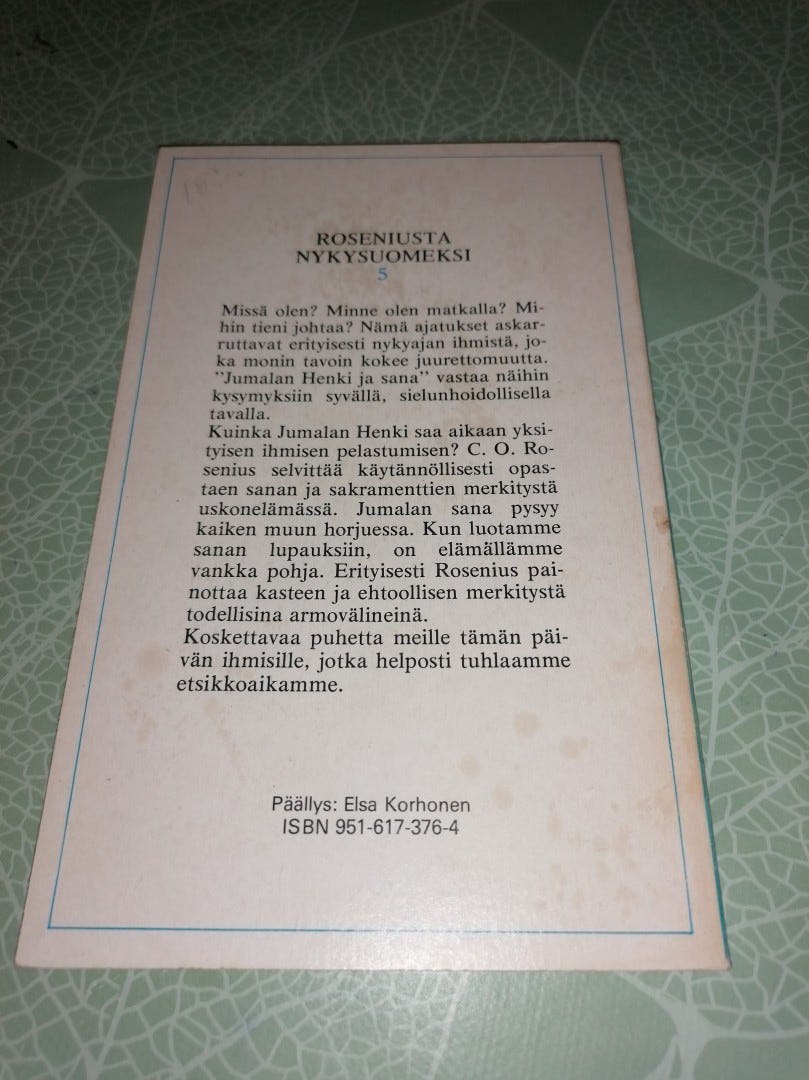 ROSENIUSTA
NYKYSUOMEKSI
5
Missä olen? Minne olen matkalla? Mi-
hin tieni johtaa? Nämä ajatukset askar-
ruttavat erityisesti nykyajan ihmistä, jo-
ka monin tavoin kokee juurettomuutta.
"Jumalan Henki ja sana" vastaa näihin
kysymyksiin syvällä, sielunhoidollisella
tavalla.
Kuinka Jumalan Henki saa aikaan yksi-
tyisen ihmisen pelastumisen? C. O. Ro-
senius selvittää käytännöllisesti opas-
taen sanan ja sakramenttien merkitystä
uskonelämässä. Jumalan sana pysyy
kaiken muun horjuessa. Kun luotamme
sanan lupauksiin, on elämällämme
vankka pohja. Erityisesti Rosenius pai-
nottaa kasteen ja ehtoollisen merkitystä
todellisina armovälineinä.
Koskettavaa puhetta meille tämän päi-
vän ihmisille, jotka helposti tuhlaamme
etsikkoaikamme.
Päällys: Elsa Korhonen
ISBN 951-617-376-4